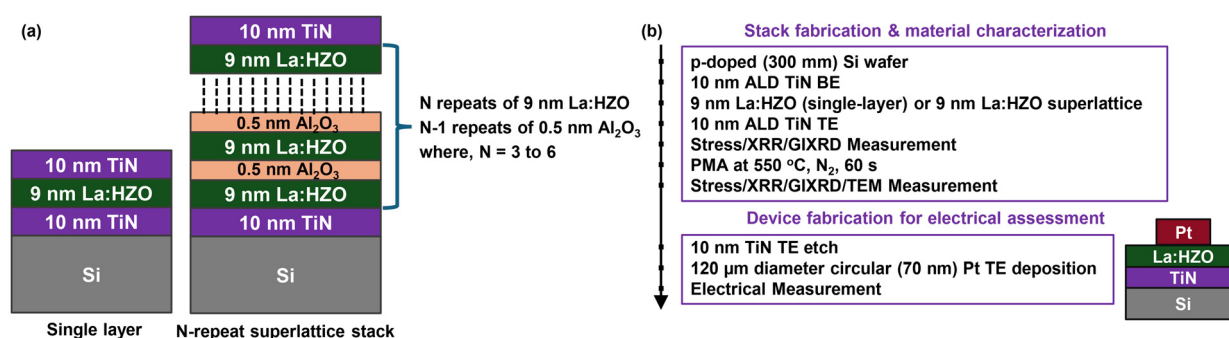 (a)
10 nm TiN
9 nm La:HZO
0.5 nm Al₂O₃
9 nm La:HZO
0.5 nm Al₂O₃
9 nm La:HZO
10 nm TiN
Si
N-repeat superlattice stack
N repeats of 9 nm La:HZO
N-1 repeats of 0.5 nm Al₂O₃
where, N = 3 to 6
10 nm TiN
9 nm La:HZO
10 nm TiN
Si
Single layer
(b)
Stack fabrication & material characterization
p-doped (300 mm) Si wafer
10 nm ALD TiN BE
9 nm La:HZO (single-layer) or 9 nm La:HZO superlattice
10 nm ALD TiN TE
Stress/XRR/GIXRD Measurement
PMA at 550 °C, N₂, 60 s
Stress/XRR/GIXRD/TEM Measurement
Device fabrication for electrical assessment
10 nm TiN TE etch
120 μm diameter circular (70 nm) Pt TE deposition
Electrical Measurement
Pt
La:HZO
TiN
Si